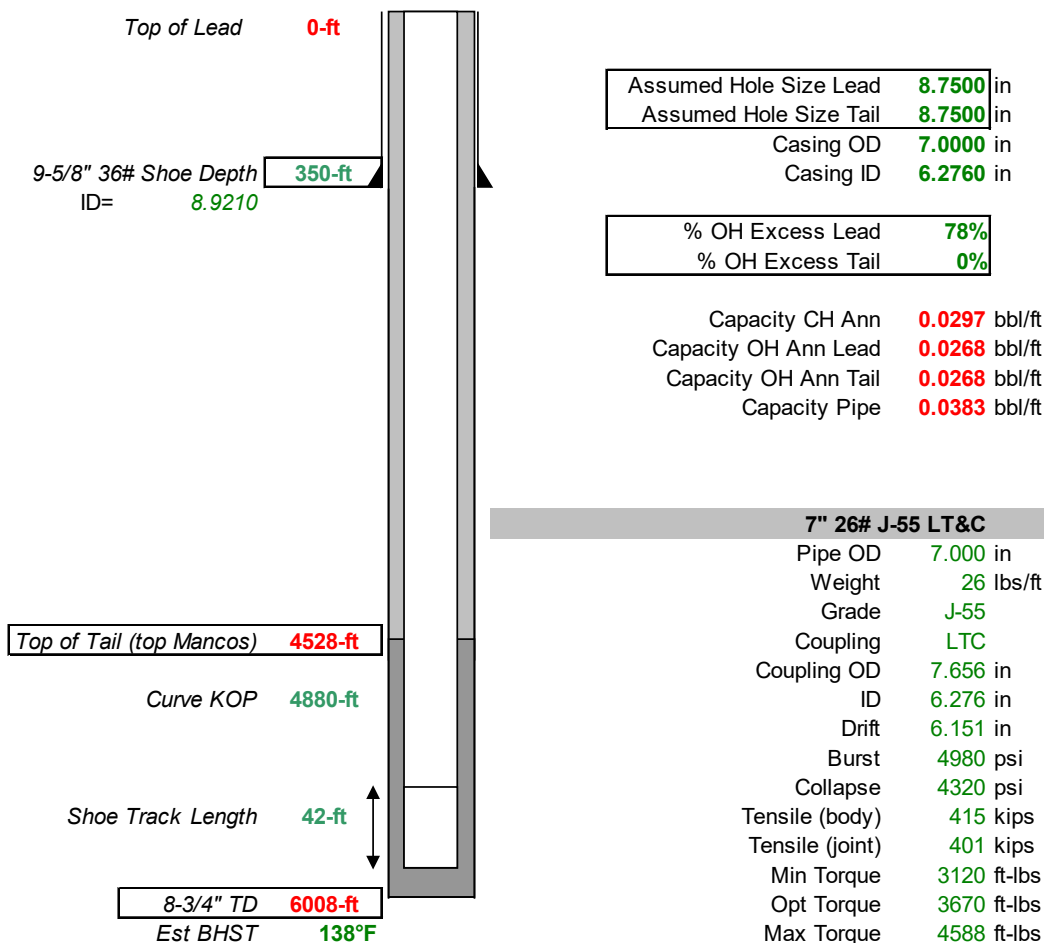 Top of Lead 0-ft
9-5/8" 36# Shoe Depth 350-ft
ID= 8.9210
Top of Tail (top Mancos) 4528-ft
Curve KOP 4880-ft
Shoe Track Length 42-ft
8-3/4" TD 6008-ft
Est BHST 138°F
Assumed Hole Size Lead 8.7500 in
Assumed Hole Size Tail 8.7500 in
Casing OD 7.0000 in
Casing ID 6.2760 in
% OH Excess Lead 78%
% OH Excess Tail 0%
Capacity CH Ann 0.0297 bbl/ft
Capacity OH Ann Lead 0.0268 bbl/ft
Capacity OH Ann Tail 0.0268 bbl/ft
Capacity Pipe 0.0383 bbl/ft
7" 26# J-55 LT&C
Pipe OD 7.000 in
Weight 26 lbs/ft
Grade J-55
Coupling LTC
Coupling OD 7.656 in
ID 6.276 in
Drift 6.151 in
Burst 4980 psi
Collapse 4320 psi
Tensile (body) 415 kips
Tensile (joint) 401 kips
Min Torque 3120 ft-lbs
Opt Torque 3670 ft-lbs
Max Torque 4588 ft-lbs